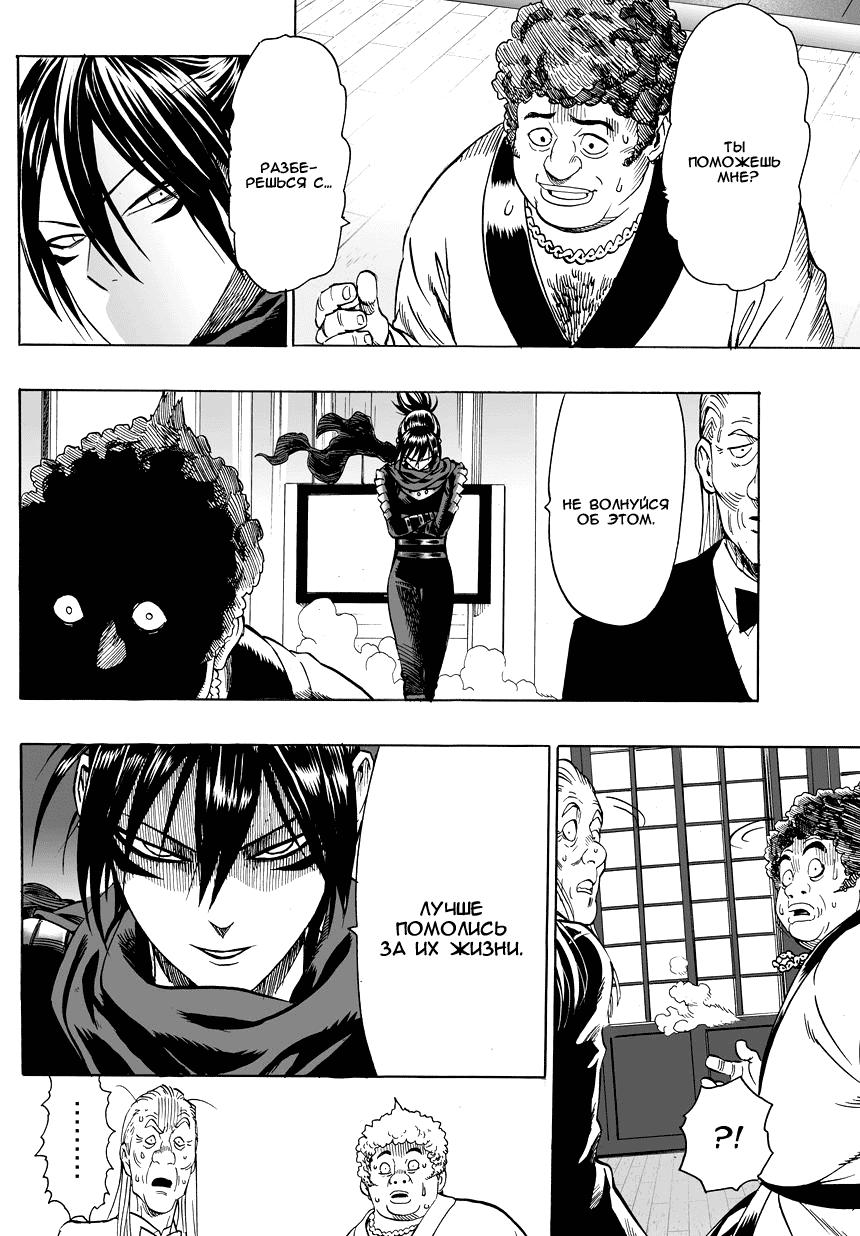 ТЫ
ПОМОЖЕШЬ
МНЕ?
РАЗБЕ-
РЕШЬСЯ С...
НЕ ВОЛНУЙСЯ
ОБ ЭТОМ.
?!
ЛУЧШЕ
ПОМОЛИСЬ
ЗА ИХ ЖИЗНИ.
........